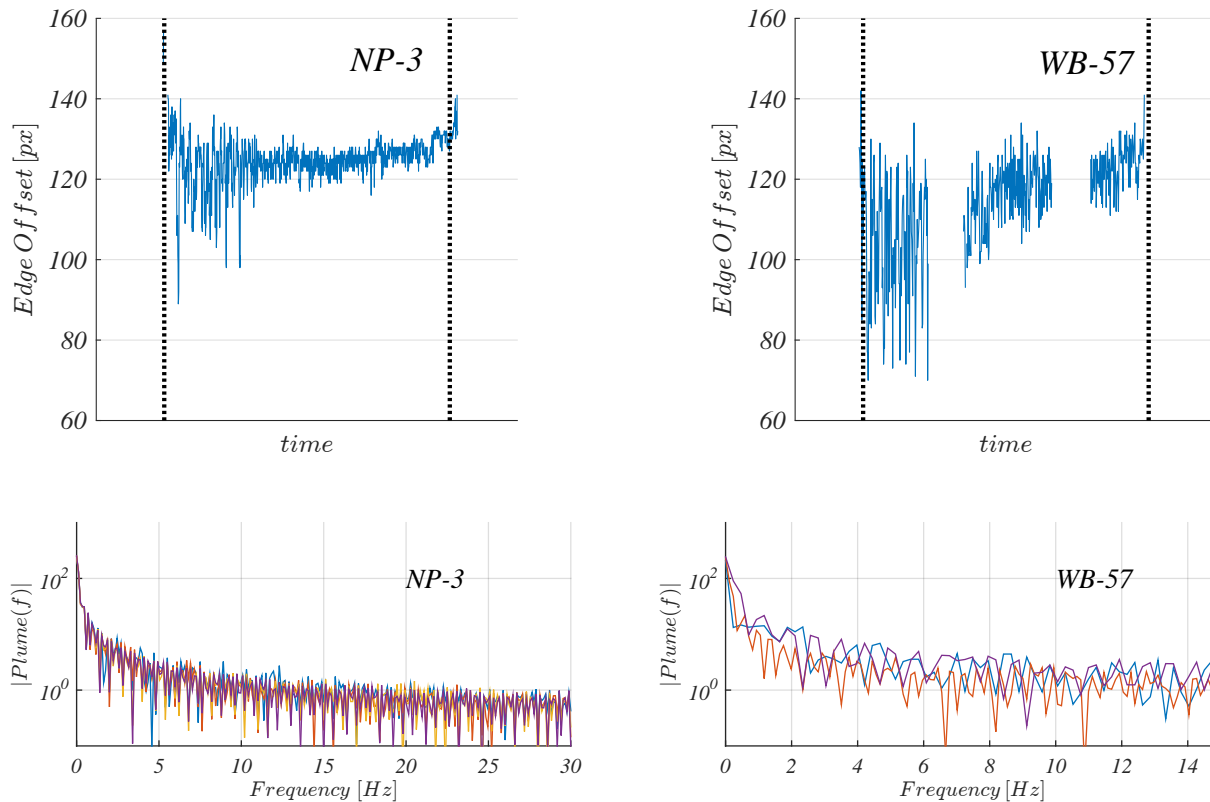 160
140
120
100
80
60
Edge Offset [px]
NP-3
time
160
140
120
100
80
60
Edge Offset [px]
WB-57
time
10^2
10^0
|Plume(f)|
NP-3
0 5 10 15 20 25 30
Frequency [Hz]
10^2
10^0
|Plume(f)|
WB-57
0 2 4 6 8 10 12 14
Frequency [Hz]